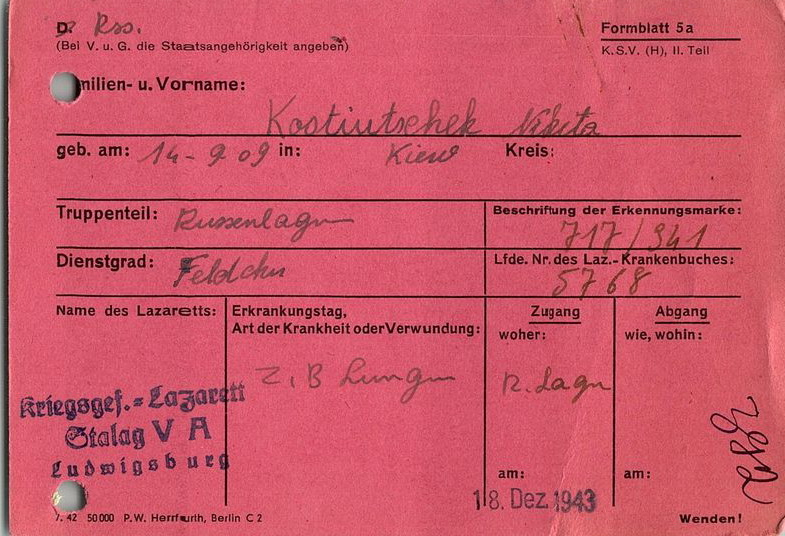 D. Rss.
Formblatt 5a
(Bei V. u. G. die Staatsangehörigkeit angeben)
K.S.V. (H), II. Teil
milien- u. Vorname:
Kostiutschek Nikita
geb. am: 14-9 09 in: Kiew Kreis:
Truppenteil: Russenlager
Beschriftung der Erkennungsmarke:
717/341
Dienstgrad: Feldcher
Lfde. Nr. des Laz.- Krankenbuches:
5768
Name des Lazaretts:
Erkrankungstag,
Art der Krankheit oder Verwundung:
Zugang
woher:
Abgang
wie, wohin:
Z, B Lungen
R. Lager
Kriegsgef.=Lazarett
Stalag V A
Ludwigsburg
am:
am:
18. Dez. 1943
7. 42 50000 P.W. Herrfurth, Berlin C 2
Wenden!